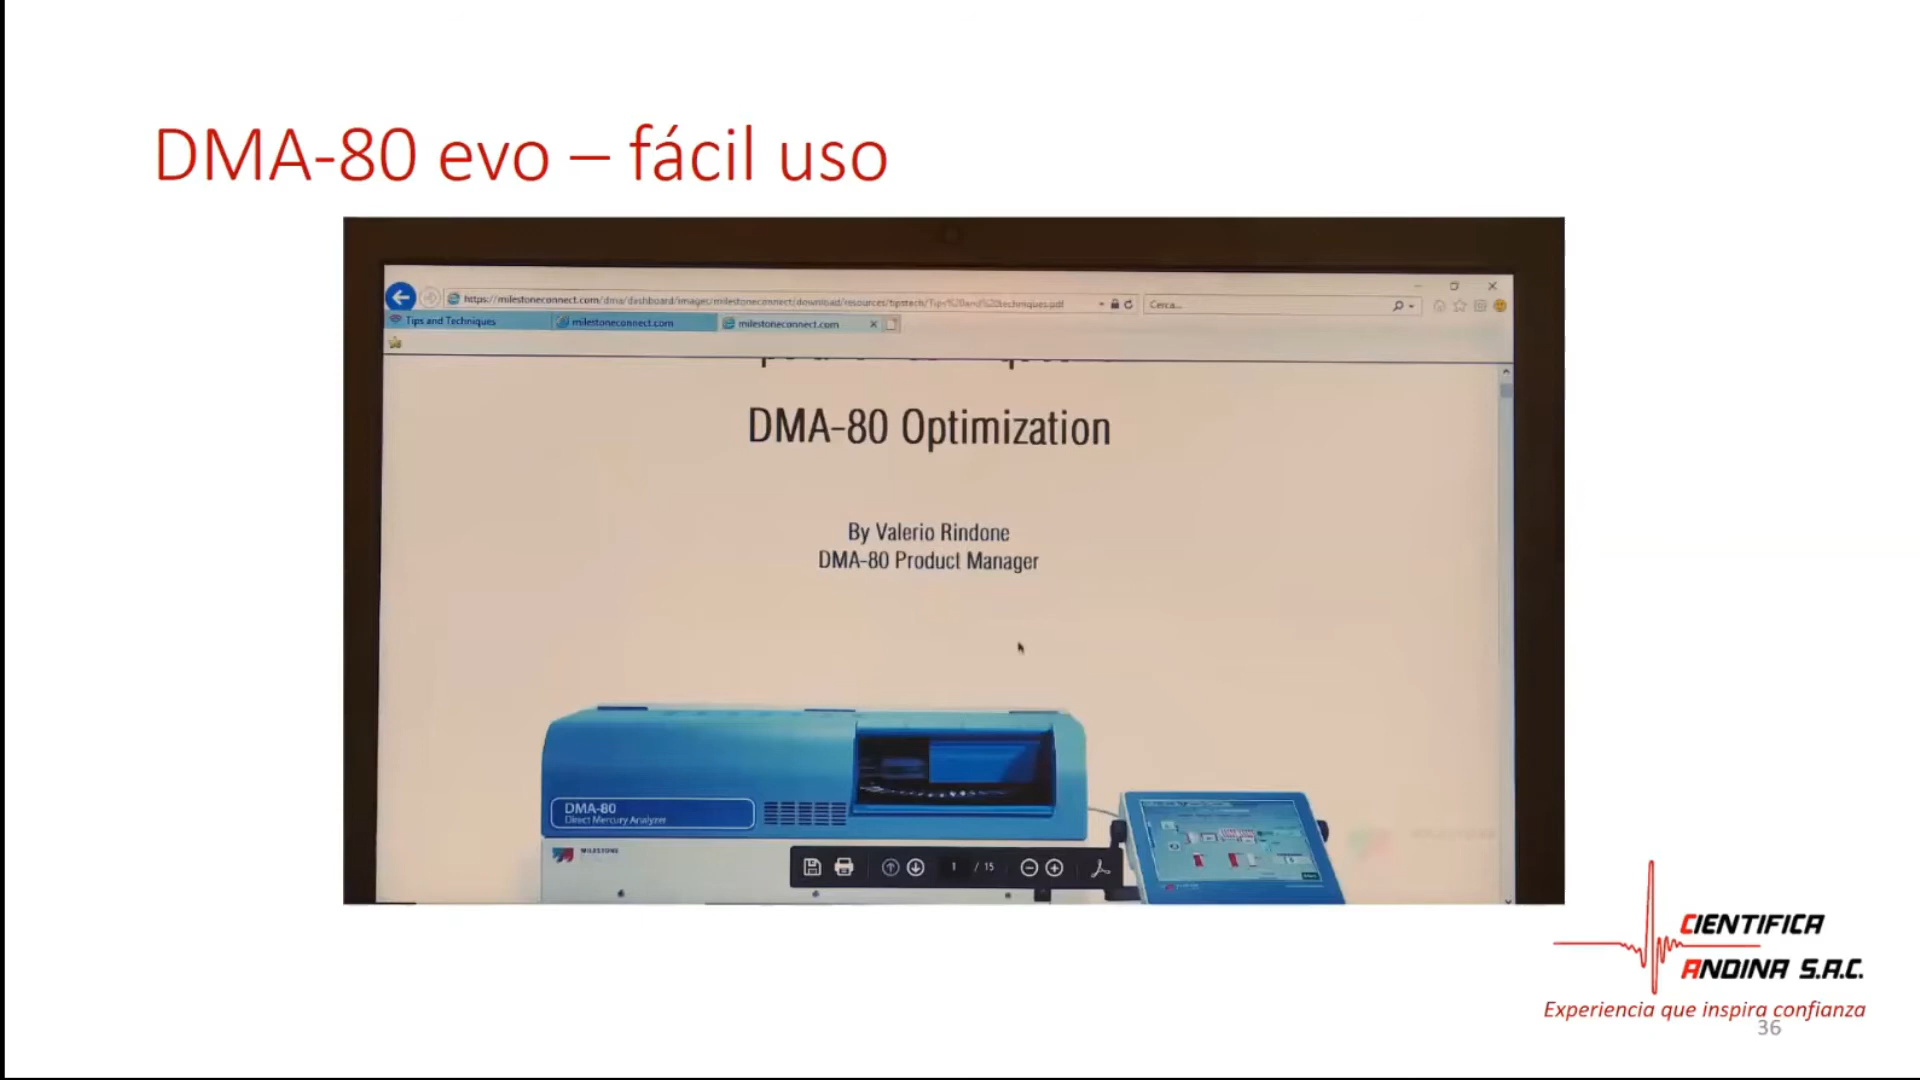 DMA-80 evo – fácil uso
https://milestoneconnect.com/dma/dashboard/images/milestoneconnect/download/resources/tipstech/Tips%20and%20techniques.pdf
Cerca...
Tips and Techniques
milestoneconnect.com
milestoneconnect.com
DMA-80 Optimization
By Valerio Rindone
DMA-80 Product Manager
DMA-80
Direct Mercury Analyzer
MILESTONE
1 / 15
CIENTIFICA
ANDINA S.A.C.
Experiencia que inspira confianza
36